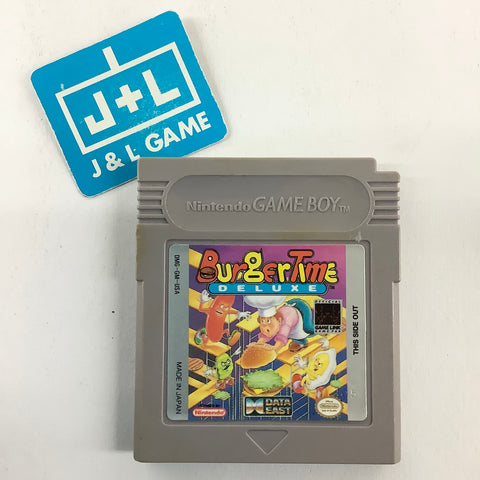 J+L
J & L GAME
Nintendo GAME BOY™
BurgerTime™
DELUXE
DMG-GM-USA
MADE IN JAPAN
OFFICIAL
GAME LINK
THIS SIDE OUT
Nintendo
DATA
EAST